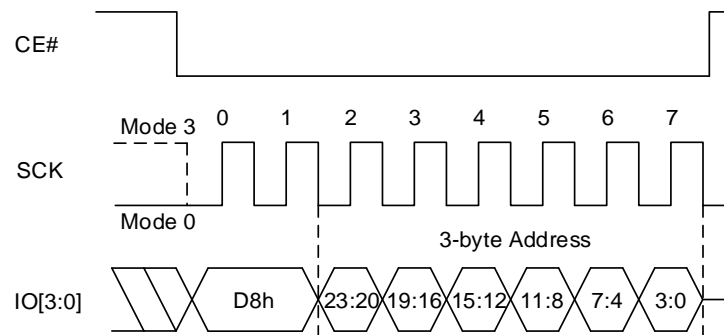 CE#
Mode 3
0 1 2 3 4 5 6 7
SCK
Mode 0
3-byte Address
IO[3:0]
D8h 23:20 19:16 15:12 11:8 7:4 3:0